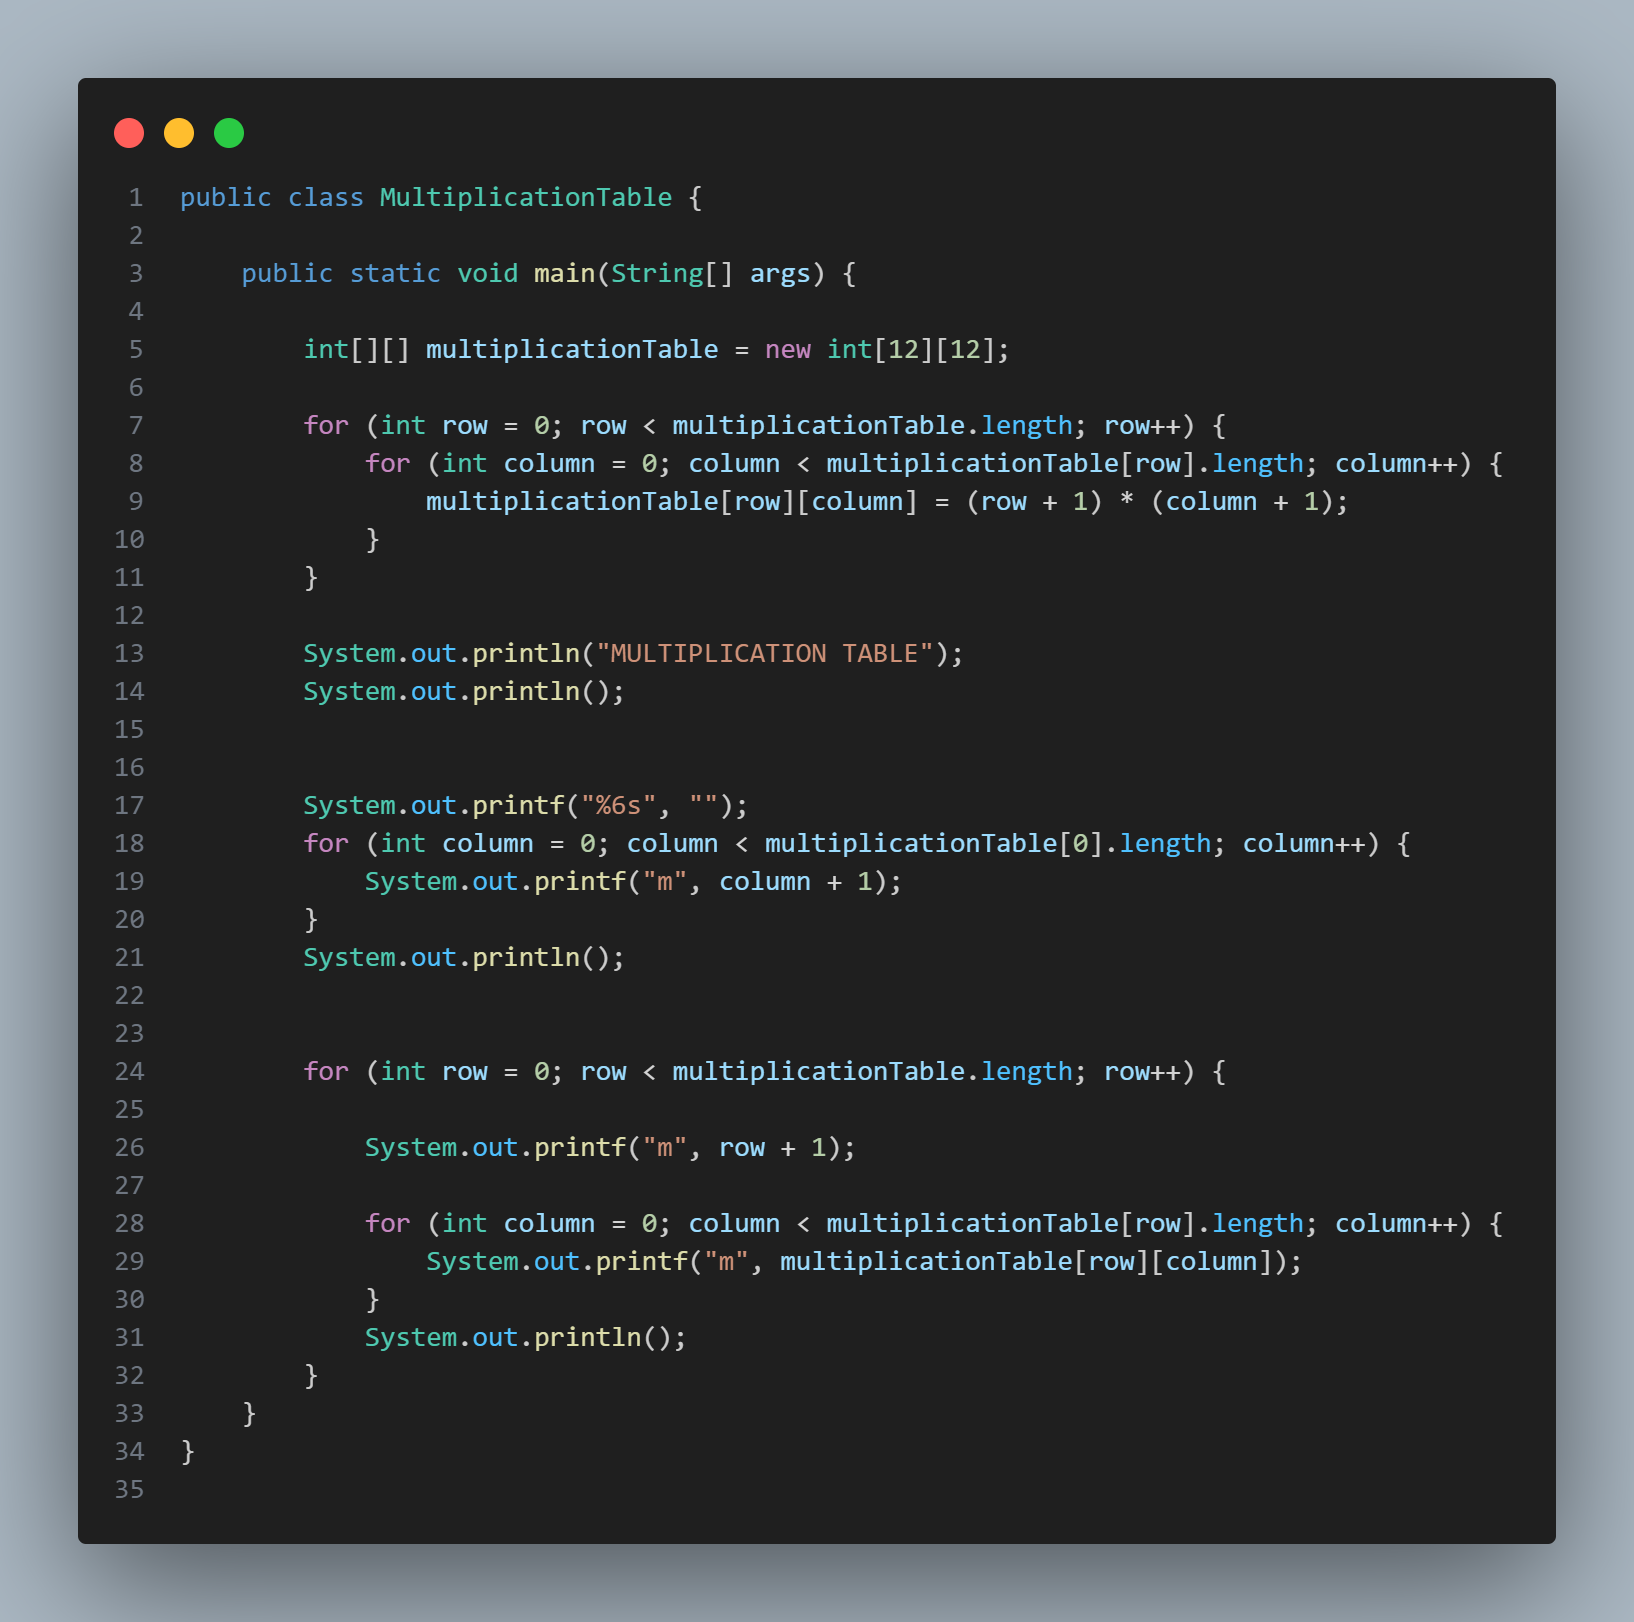 1 public class MultiplicationTable {
2
3     public static void main(String[] args) {
4
5         int[][] multiplicationTable = new int[12][12];
6
7         for (int row = 0; row < multiplicationTable.length; row++) {
8             for (int column = 0; column < multiplicationTable[row].length; column++) {
9                 multiplicationTable[row][column] = (row + 1) * (column + 1);
10             }
11         }
12
13         System.out.println("MULTIPLICATION TABLE");
14         System.out.println();
15
16
17         System.out.printf("%6s", "");
18         for (int column = 0; column < multiplicationTable[0].length; column++) {
19             System.out.printf("m", column + 1);
20         }
21         System.out.println();
22
23
24         for (int row = 0; row < multiplicationTable.length; row++) {
25
26             System.out.printf("m", row + 1);
27
28             for (int column = 0; column < multiplicationTable[row].length; column++) {
29                 System.out.printf("m", multiplicationTable[row][column]);
30             }
31             System.out.println();
32         }
33     }
34 }
35